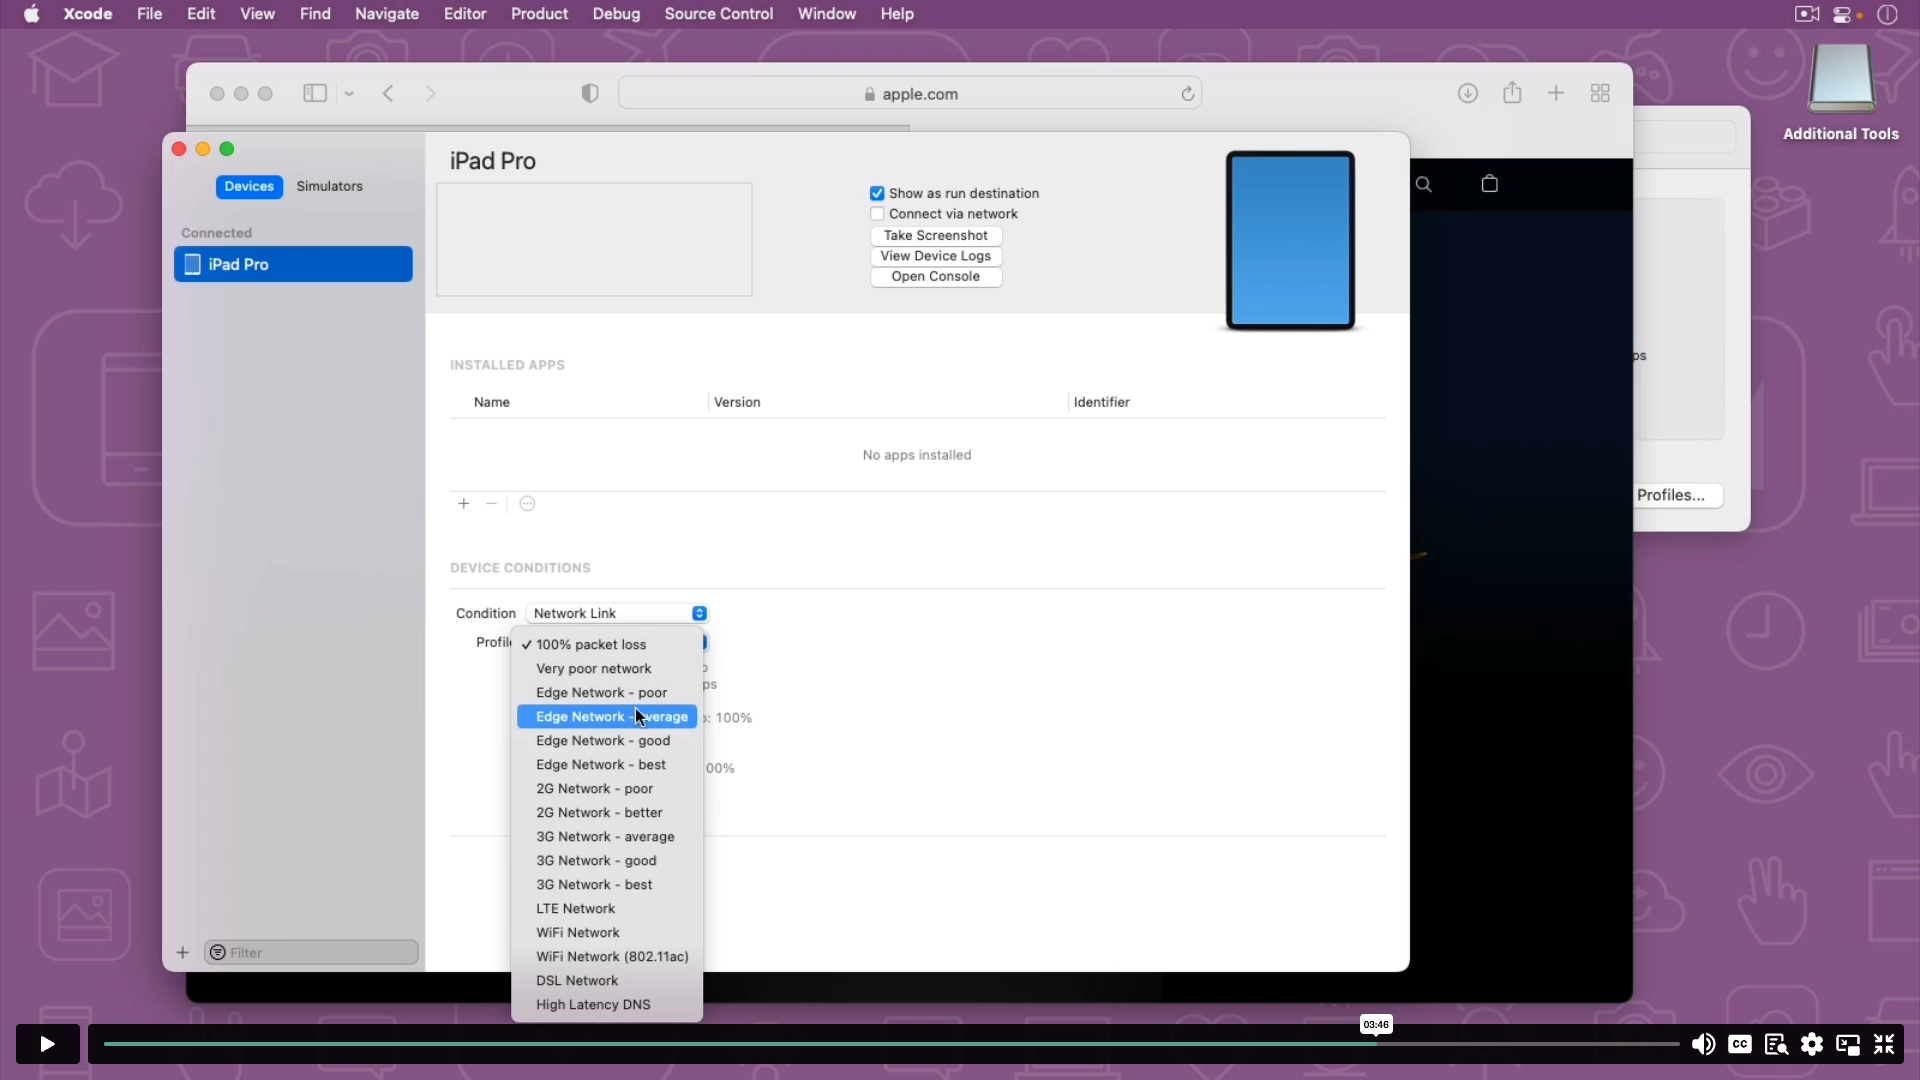 Xcode File Edit View Find Navigate Editor Product Debug Source Control Window Help
apple.com
Additional Tools
Devices Simulators
Connected
iPad Pro
Filter
iPad Pro
Show as run destination
Connect via network
Take Screenshot
View Device Logs
Open Console
INSTALLED APPS
Name Version Identifier
No apps installed
DEVICE CONDITIONS
Condition Network Link
✓ 100% packet loss
Very poor network
Edge Network - poor
Edge Network - average
: 100%
Edge Network - good
Edge Network - best
00%
2G Network - poor
2G Network - better
3G Network - average
3G Network - good
3G Network - best
LTE Network
WiFi Network
WiFi Network (802.11ac)
DSL Network
High Latency DNS
Profiles...
03:46
CC